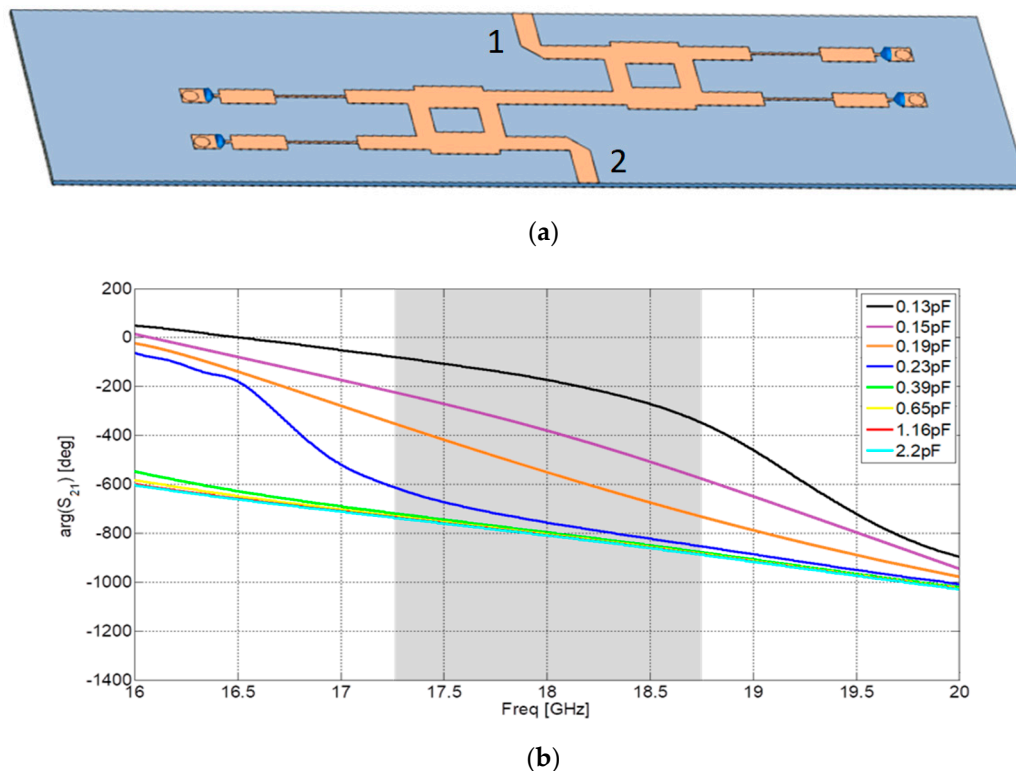 1
2
(a)
200
0
-200
-400
-600
-800
-1000
-1200
-1400
arg(S21) [deg]
0.13pF
0.15pF
0.19pF
0.23pF
0.39pF
0.65pF
1.16pF
2.2pF
16 16.5 17 17.5 18 18.5 19 19.5 20
Freq [GHz]
(b)